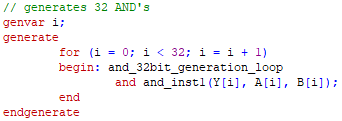 // generates 32 AND's
genvar i;
generate
for (i = 0; i < 32; i = i + 1)
begin: and_32bit_generation_loop
and and_inst1(Y[i], A[i], B[i]);
end
endgenerate